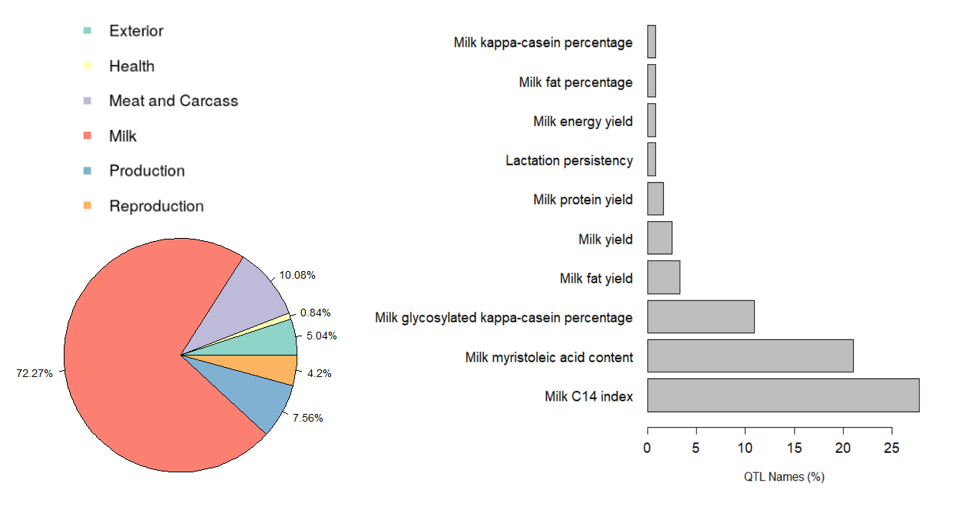 Exterior
Health
Meat and Carcass
Milk
Production
Reproduction
10.08%
0.84%
5.04%
4.2%
7.56%
72.27%
Milk kappa-casein percentage
Milk fat percentage
Milk energy yield
Lactation persistency
Milk protein yield
Milk yield
Milk fat yield
Milk glycosylated kappa-casein percentage
Milk myristoleic acid content
Milk C14 index
0 5 10 15 20 25
QTL Names (%)